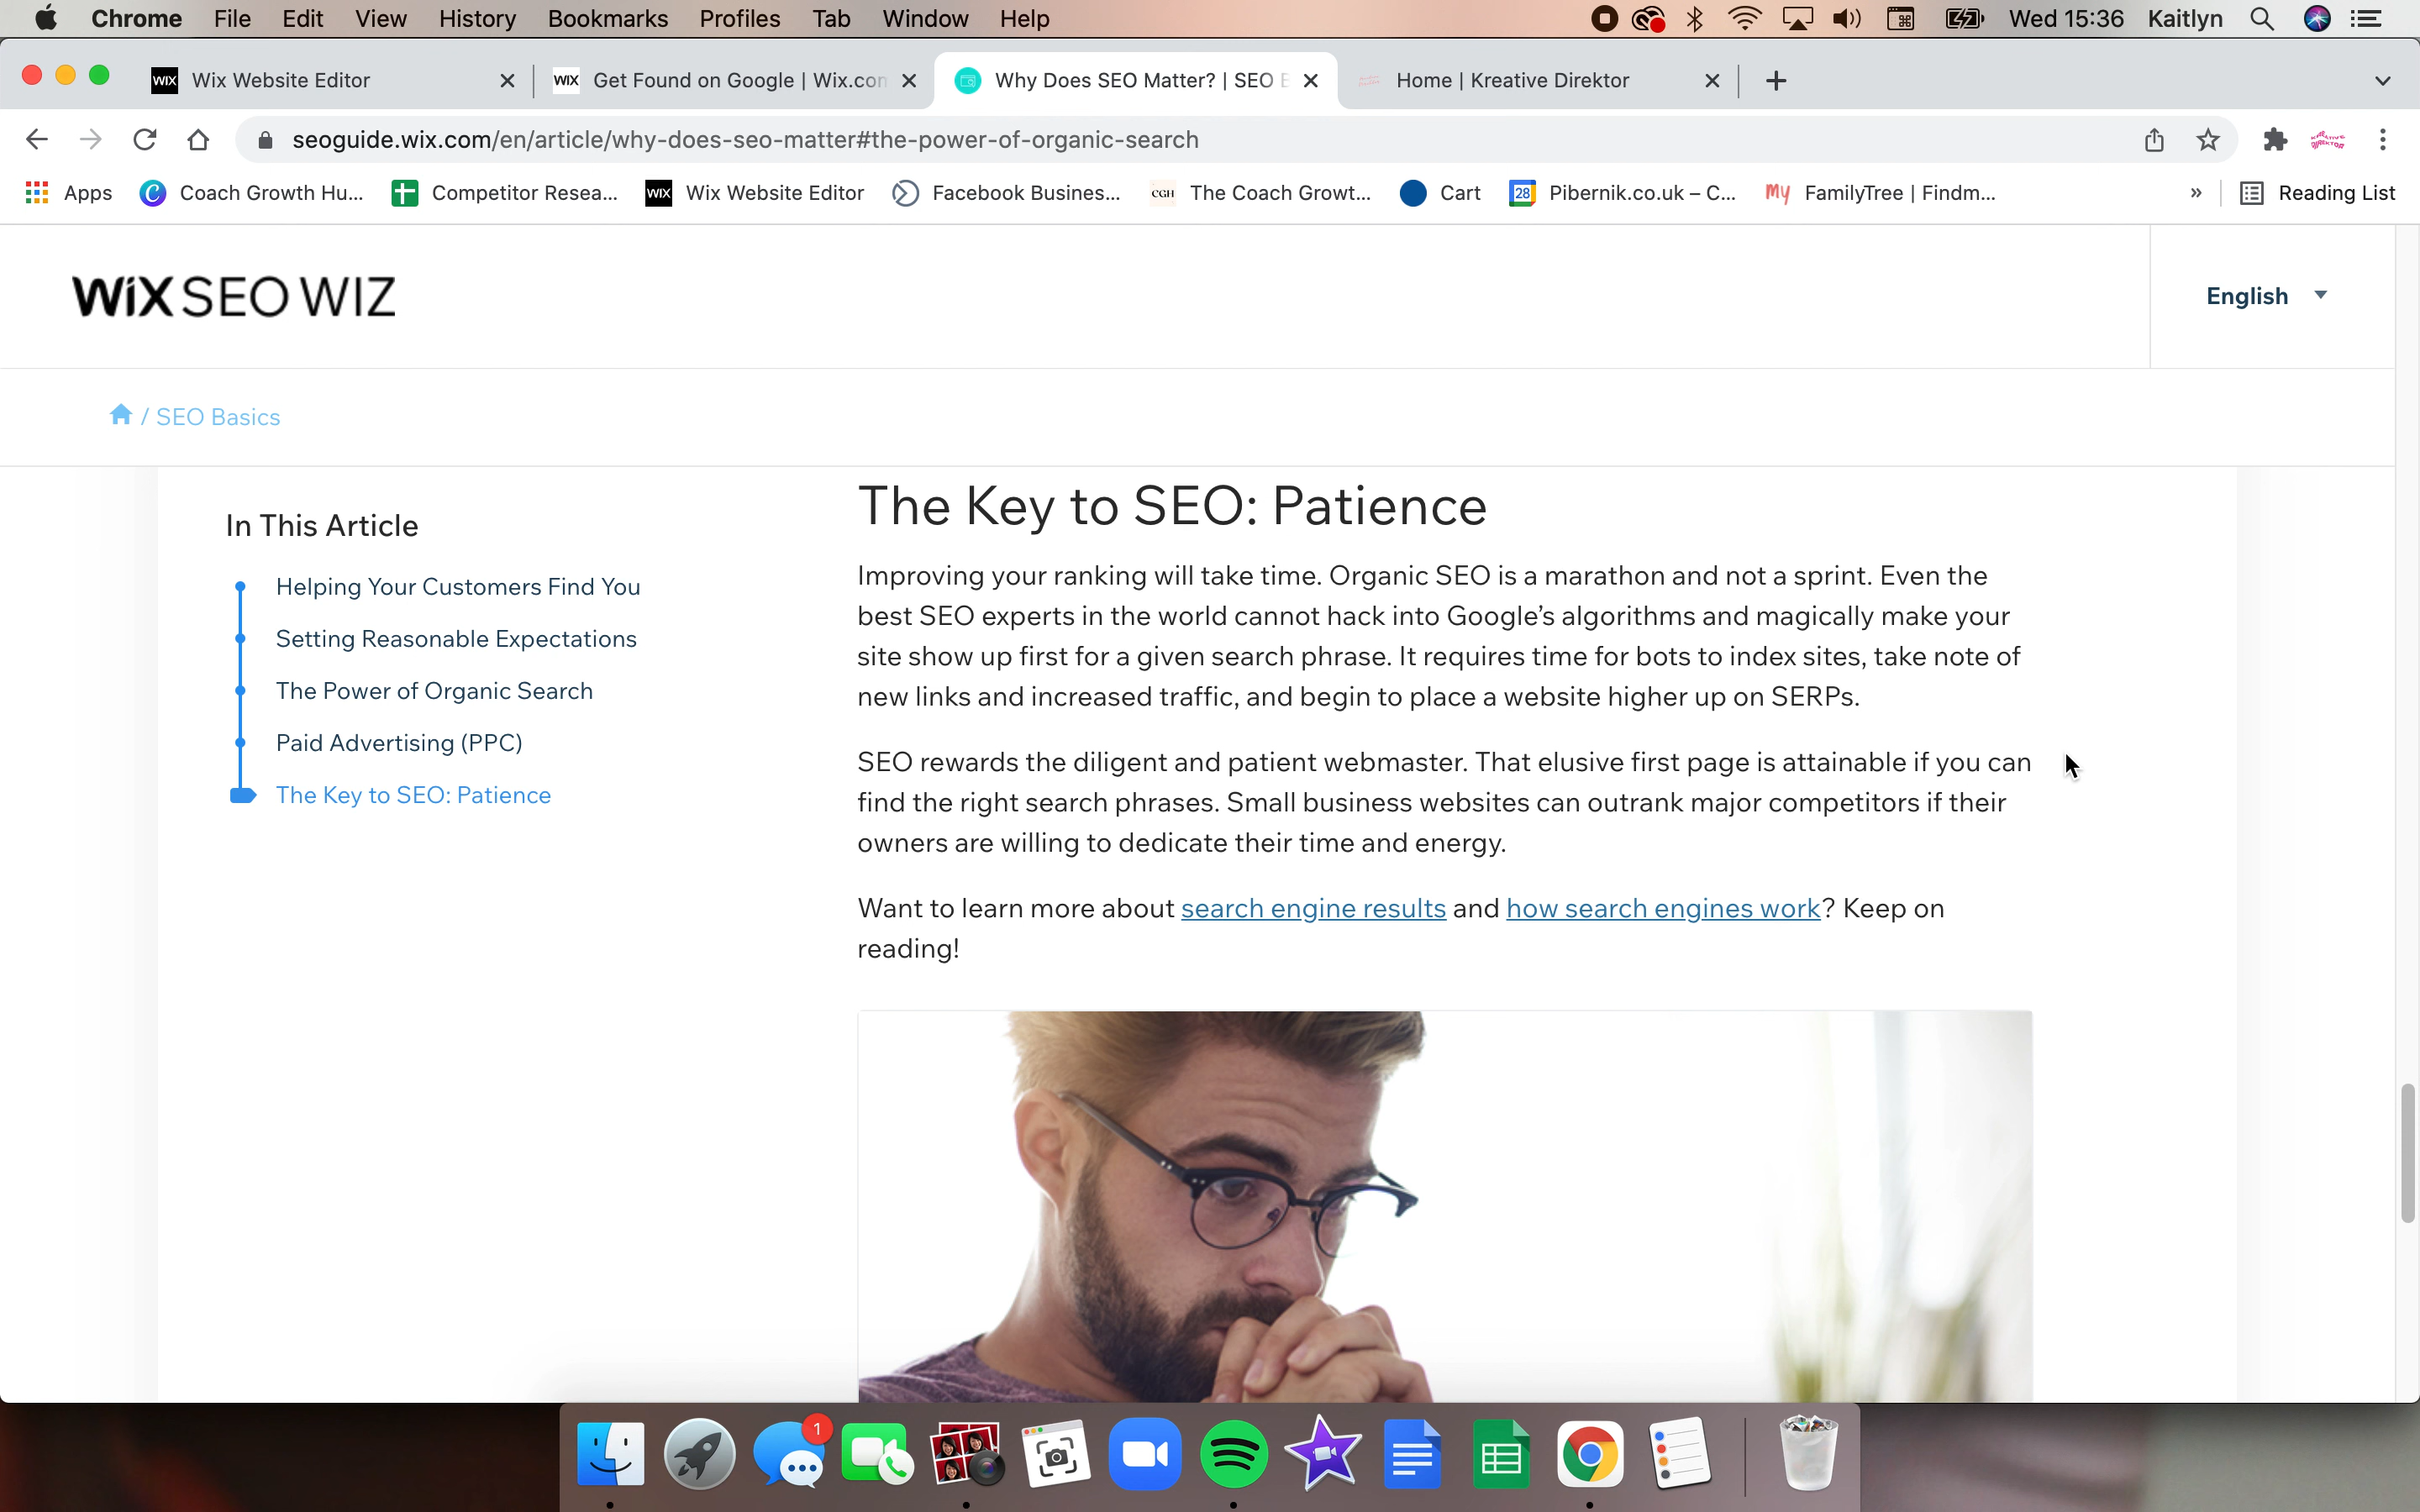 Chrome File Edit View History Bookmarks Profiles Tab Window Help Wed 15:36 Kaitlyn
WIX Wix Website Editor WIX Get Found on Google | Wix.con Why Does SEO Matter? | SEO Home | Kreative Direktor
seoguide.wix.com/en/article/why-does-seo-matter#the-power-of-organic-search
Apps Coach Growth Hu... Competitor Resea... WIX Wix Website Editor Facebook Busines... CGH The Coach Growt... Cart 28 Pibernik.co.uk – C... My FamilyTree | Findm... » Reading List
WiX SEO WIZ
English
/ SEO Basics
In This Article
Helping Your Customers Find You
Setting Reasonable Expectations
The Power of Organic Search
Paid Advertising (PPC)
The Key to SEO: Patience
The Key to SEO: Patience
Improving your ranking will take time. Organic SEO is a marathon and not a sprint. Even the
best SEO experts in the world cannot hack into Google’s algorithms and magically make your
site show up first for a given search phrase. It requires time for bots to index sites, take note of
new links and increased traffic, and begin to place a website higher up on SERPs.
SEO rewards the diligent and patient webmaster. That elusive first page is attainable if you can
find the right search phrases. Small business websites can outrank major competitors if their
owners are willing to dedicate their time and energy.
Want to learn more about search engine results and how search engines work? Keep on
reading!
1